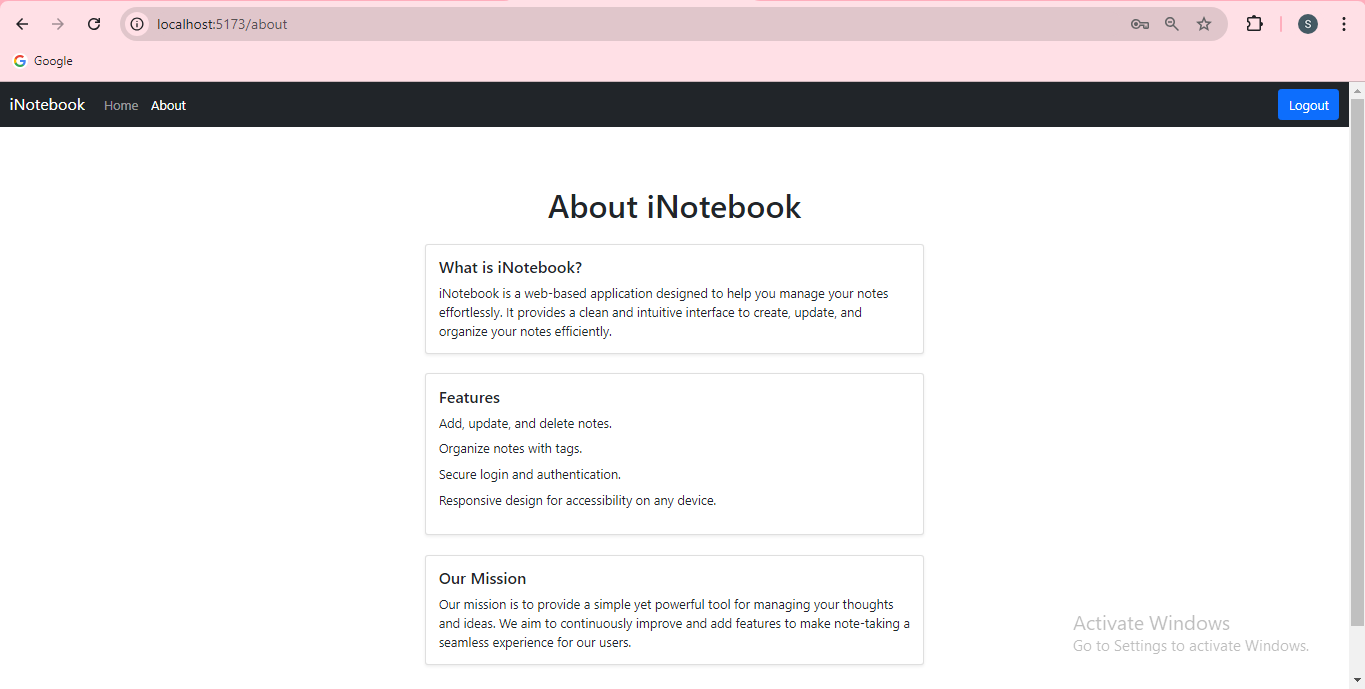 localhost:5173/about
S
Google
iNotebook Home About Logout
About iNotebook
What is iNotebook?
iNotebook is a web-based application designed to help you manage your notes
effortlessly. It provides a clean and intuitive interface to create, update, and
organize your notes efficiently.
Features
Add, update, and delete notes.
Organize notes with tags.
Secure login and authentication.
Responsive design for accessibility on any device.
Our Mission
Our mission is to provide a simple yet powerful tool for managing your thoughts
and ideas. We aim to continuously improve and add features to make note-taking a
seamless experience for our users.
Activate Windows
Go to Settings to activate Windows.